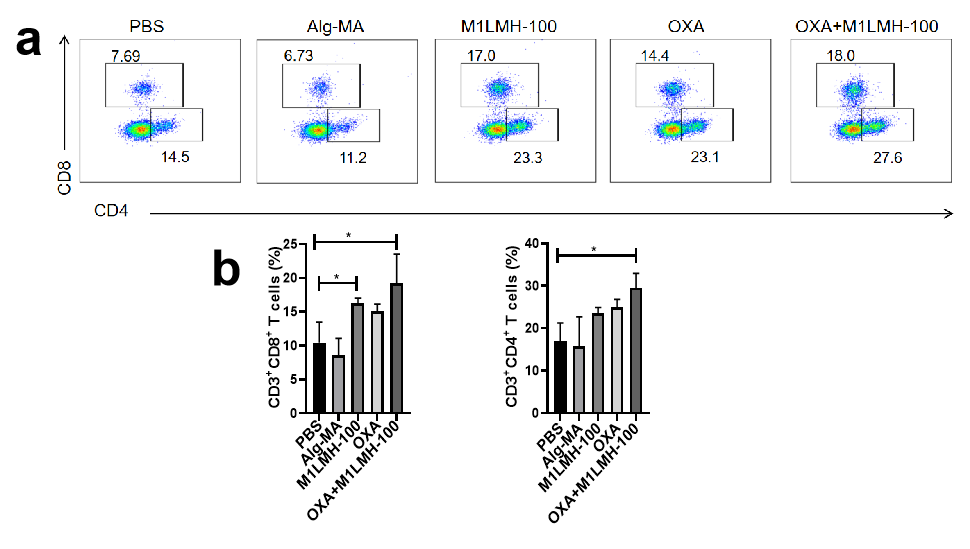 a
PBS
Alg-MA
M1LMH-100
OXA
OXA+M1LMH-100
CD8
7.69
14.5
6.73
11.2
17.0
23.3
14.4
23.1
18.0
27.6
CD4
b
CD3+CD8+ T cells (%)
25
20
15
10
5
0
*
*
PBS
Alg-MA
M1LMH-100
OXA
OXA+M1LMH-100
CD3+CD4+ T cells (%)
40
30
20
10
0
*
PBS
Alg-MA
M1LMH-100
OXA
OXA+M1LMH-100